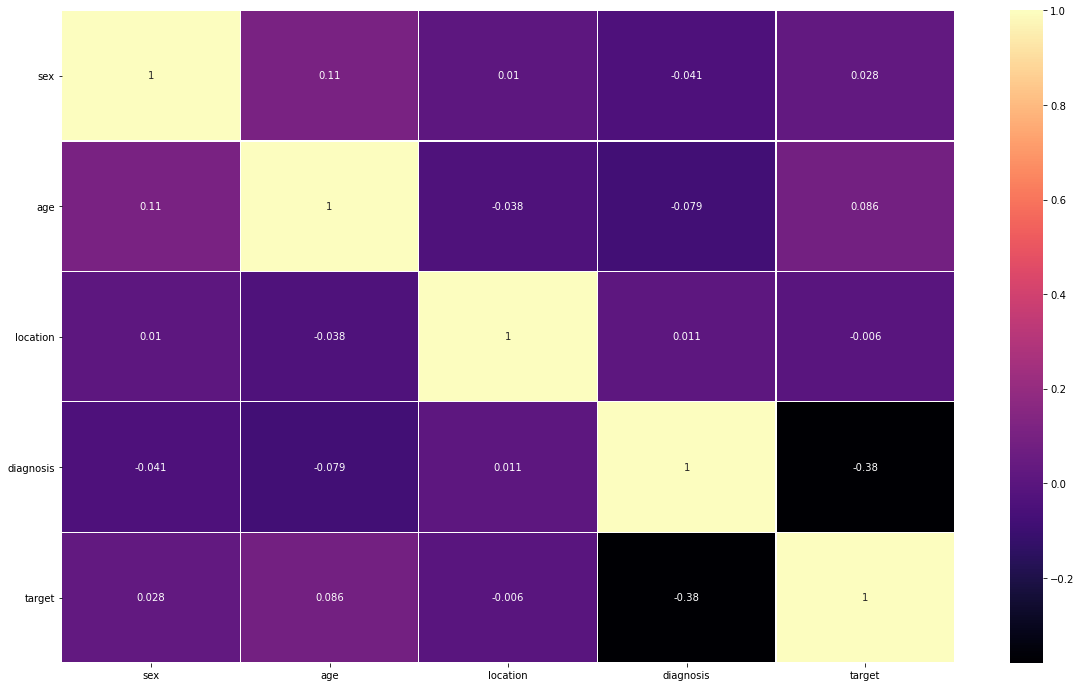 sex 1 0.11 0.01 -0.041 0.028
age 0.11 1 -0.038 -0.079 0.086
location 0.01 -0.038 1 0.011 -0.006
diagnosis -0.041 -0.079 0.011 1 -0.38
target 0.028 0.086 -0.006 -0.38 1
sex age location diagnosis target
1.0
0.8
0.6
0.4
0.2
0.0
−0.2